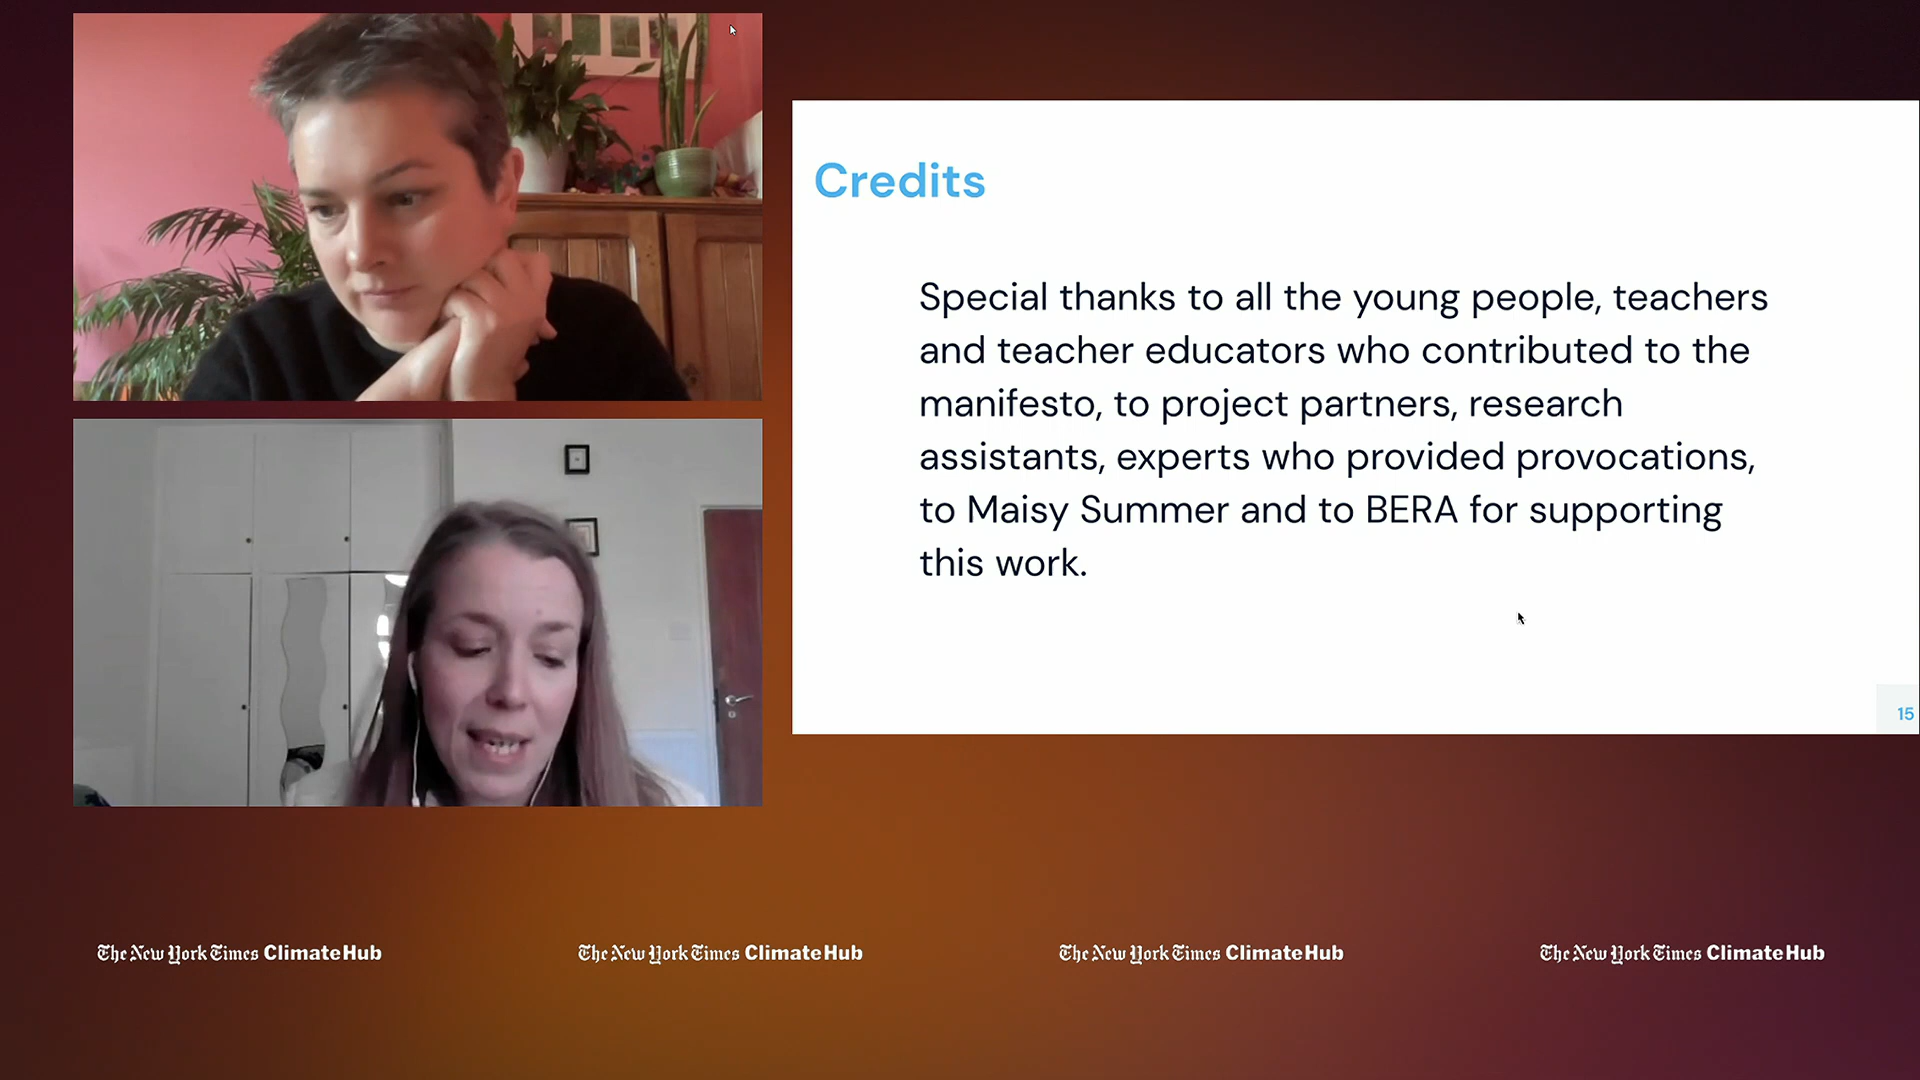 Credits
Special thanks to all the young people, teachers
and teacher educators who contributed to the
manifesto, to project partners, research
assistants, experts who provided provocations,
to Maisy Summer and to BERA for supporting
this work.
15
The New York Times Climate Hub The New York Times Climate Hub The New York Times Climate Hub The New York Times Climate Hub